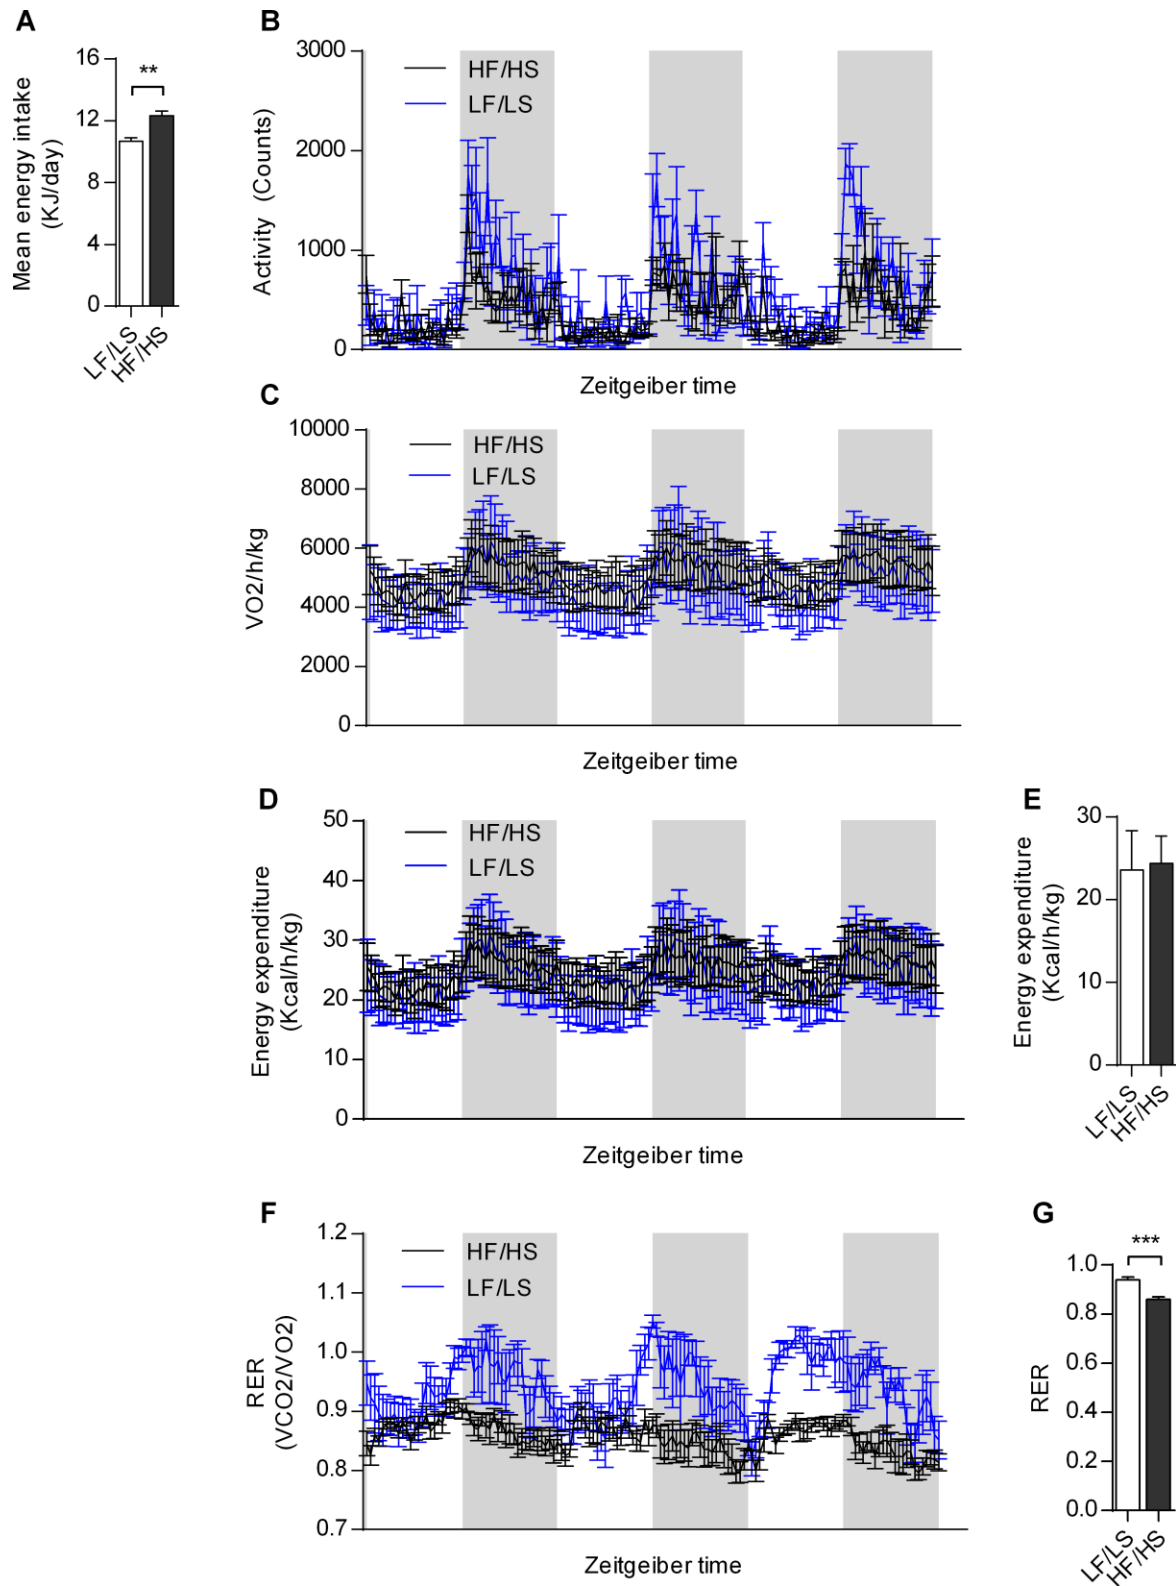 A
Mean energy intake
(KJ/day)
16
12
8
4
0
**
LF/LS
HF/HS
B
Activity (Counts)
3000
2000
1000
0
HF/HS
LF/LS
Zeitgeiber time
C
VO2/h/kg
10000
8000
6000
4000
2000
0
HF/HS
LF/LS
Zeitgeiber time
D
Energy expenditure
(Kcal/h/kg)
50
40
30
20
10
0
HF/HS
LF/LS
Zeitgeiber time
E
Energy expenditure
(Kcal/h/kg)
30
20
10
0
LF/LS
HF/HS
F
RER
(VCO2/VO2)
1.2
1.1
1.0
0.9
0.8
0.7
HF/HS
LF/LS
Zeitgeiber time
G
RER
1.0
0.8
0.6
0.4
0.2
0.0
***
LF/LS
HF/HS